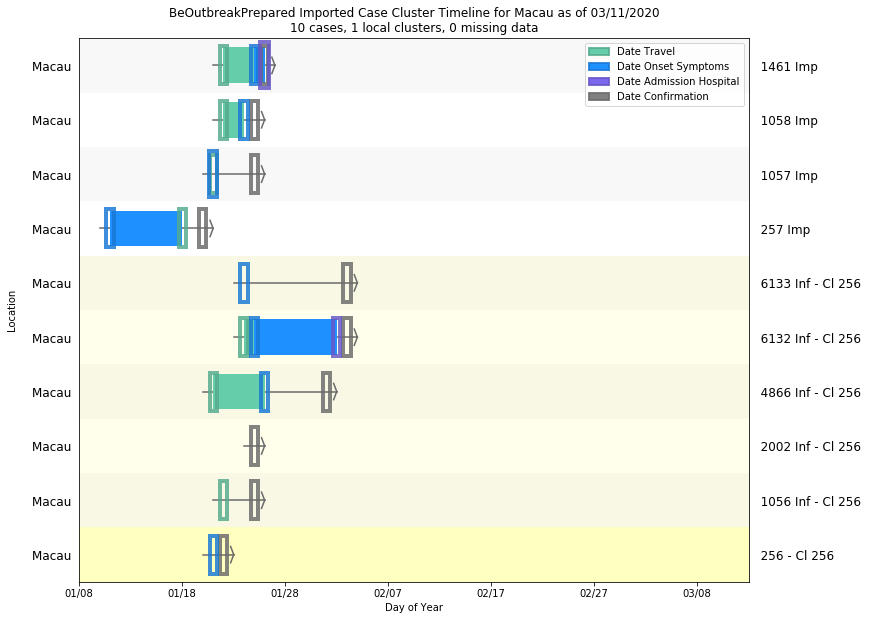 BeOutbreakPrepared Imported Case Cluster Timeline for Macau as of 03/11/2020
10 cases, 1 local clusters, 0 missing data
Date Travel
Date Onset Symptoms
Date Admission Hospital
Date Confirmation
Macau 1461 Imp
Macau 1058 Imp
Macau 1057 Imp
Macau 257 Imp
Macau 6133 Inf - Cl 256
Macau 6132 Inf - Cl 256
Macau 4866 Inf - Cl 256
Macau 2002 Inf - Cl 256
Macau 1056 Inf - Cl 256
Macau 256 - Cl 256
Location
01/08 01/18 01/28 02/07 02/17 02/27 03/08
Day of Year